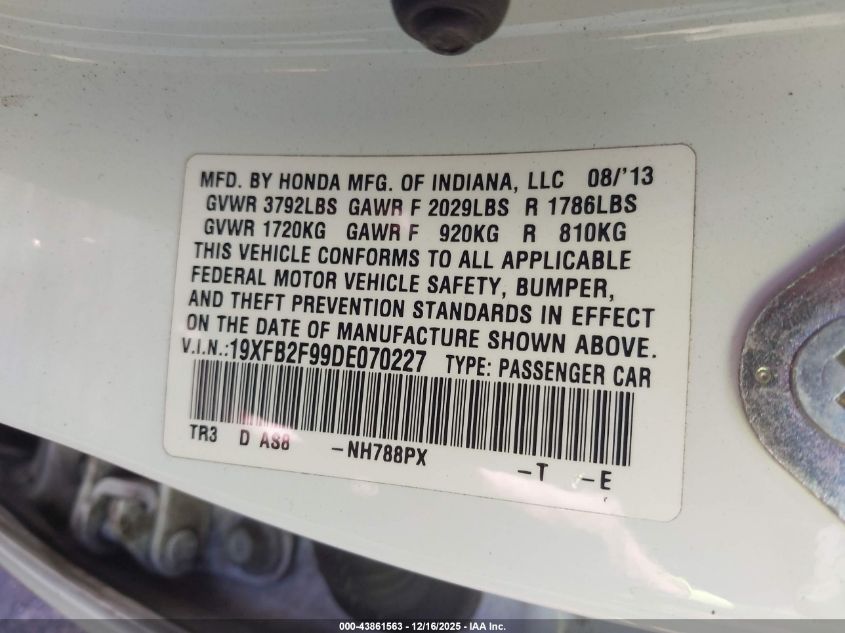 MFD. BY HONDA MFG. OF INDIANA, LLC 08/'13
GVWR 3792LBS GAWR F 2029LBS R 1786LBS
GVWR 1720KG GAWR F 920KG R 810KG
THIS VEHICLE CONFORMS TO ALL APPLICABLE
FEDERAL MOTOR VEHICLE SAFETY, BUMPER,
AND THEFT PREVENTION STANDARDS IN EFFECT
ON THE DATE OF MANUFACTURE SHOWN ABOVE.
V.I.N.:19XFB2F99DE070227 TYPE: PASSENGER CAR
TR3 D AS8 -NH788PX -T -E
000-43861563 - 12/16/2025 - IAA Inc.